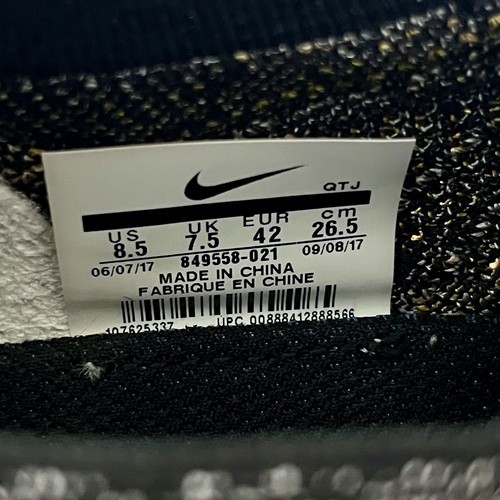 QTJ
US UK EUR cm
8.5 7.5 42 26.5
06/07/17 849558-021 09/08/17
MADE IN CHINA
FABRIQUE EN CHINE
107625337 UPC 00888412888566